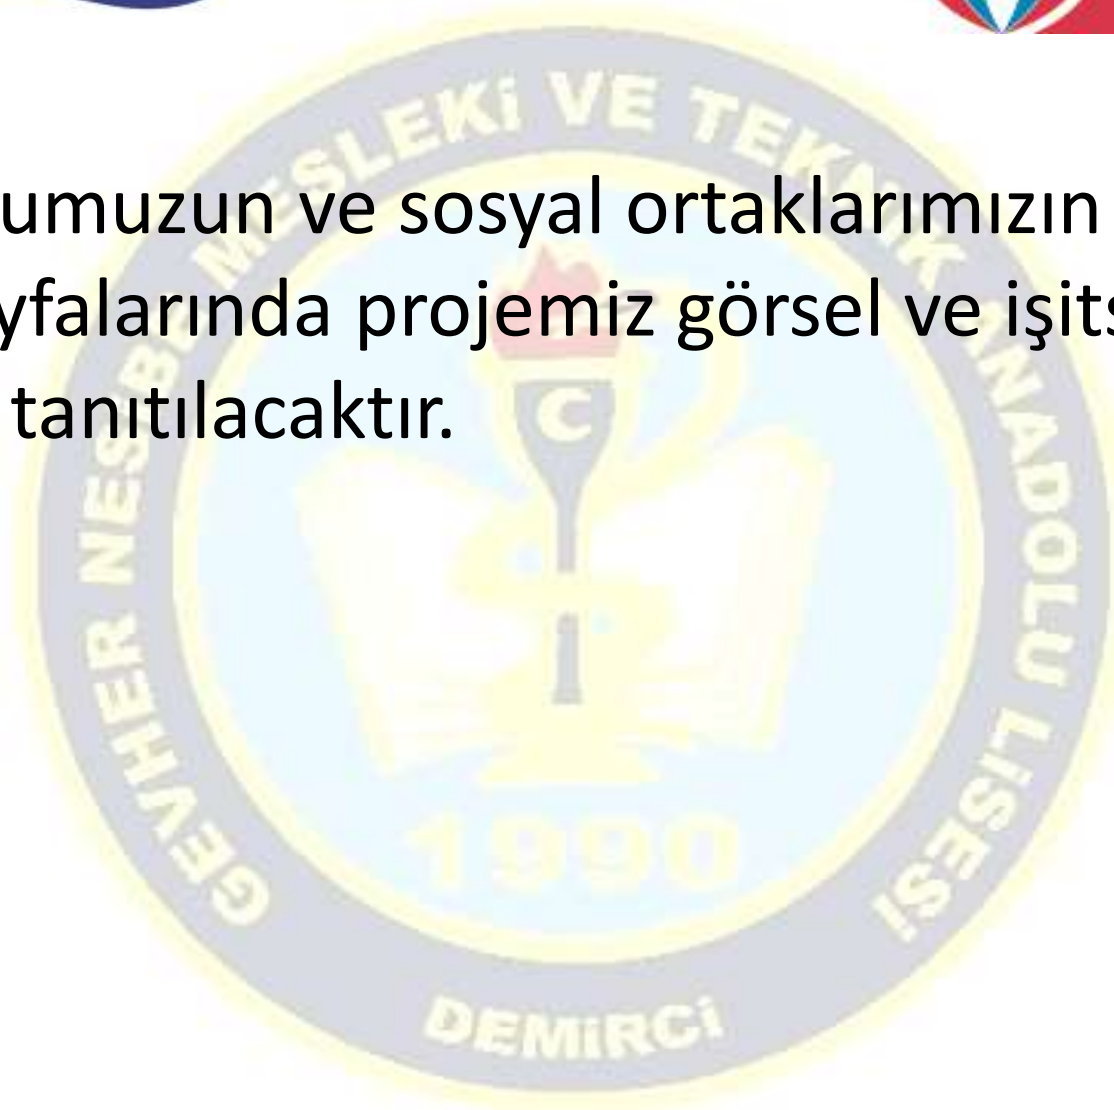 umuzun ve sosyal ortaklarımızın
yfalarında projemiz görsel ve işits
tanıtılacaktır.
GEVHER NESİBE MESLEKİ VE TEKNİK ANADOLU LİSESİ
C
1990
DEMİRCİ